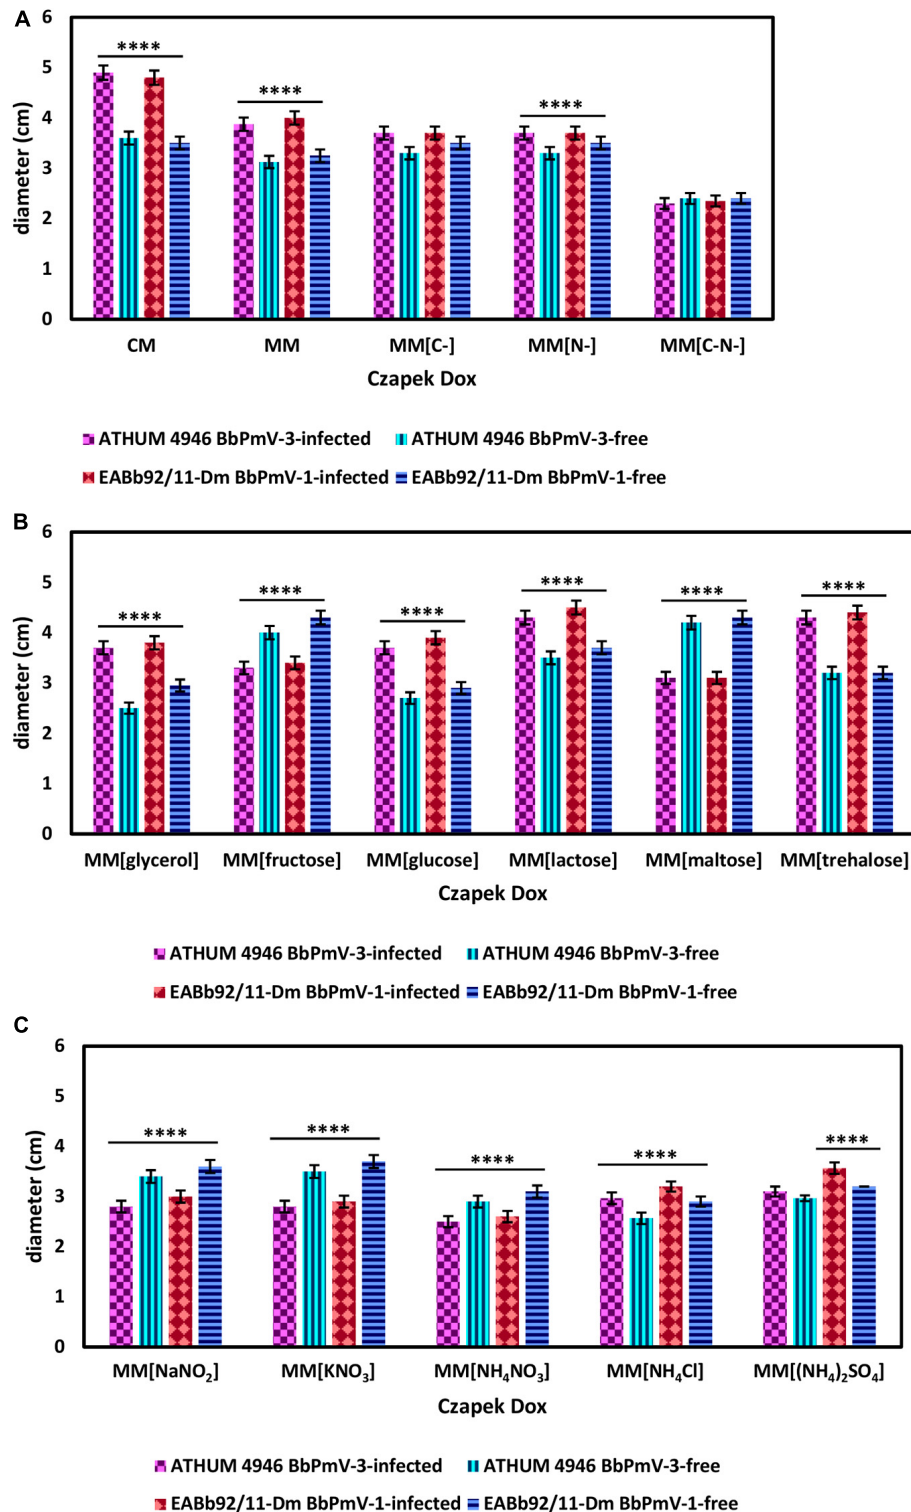 A
6
5
4
3
2
1
0
diameter (cm)
**** **** ****
CM MM MM[C-] MM[N-] MM[C-N-]
Czapek Dox
ATHUM 4946 BbPmV-3-infected ATHUM 4946 BbPmV-3-free
EABb92/11-Dm BbPmV-1-infected EABb92/11-Dm BbPmV-1-free
B
6
5
4
3
2
1
0
diameter (cm)
**** **** **** **** **** ****
MM[glycerol] MM[fructose] MM[glucose] MM[lactose] MM[maltose] MM[trehalose]
Czapek Dox
ATHUM 4946 BbPmV-3-infected ATHUM 4946 BbPmV-3-free
EABb92/11-Dm BbPmV-1-infected EABb92/11-Dm BbPmV-1-free
C
6
5
4
3
2
1
0
diameter (cm)
**** **** **** **** ****
MM[NaNO₂] MM[KNO₃] MM[NH₄NO₃] MM[NH₄Cl] MM[(NH₄)₂SO₄]
Czapek Dox
ATHUM 4946 BbPmV-3-infected ATHUM 4946 BbPmV-3-free
EABb92/11-Dm BbPmV-1-infected EABb92/11-Dm BbPmV-1-free